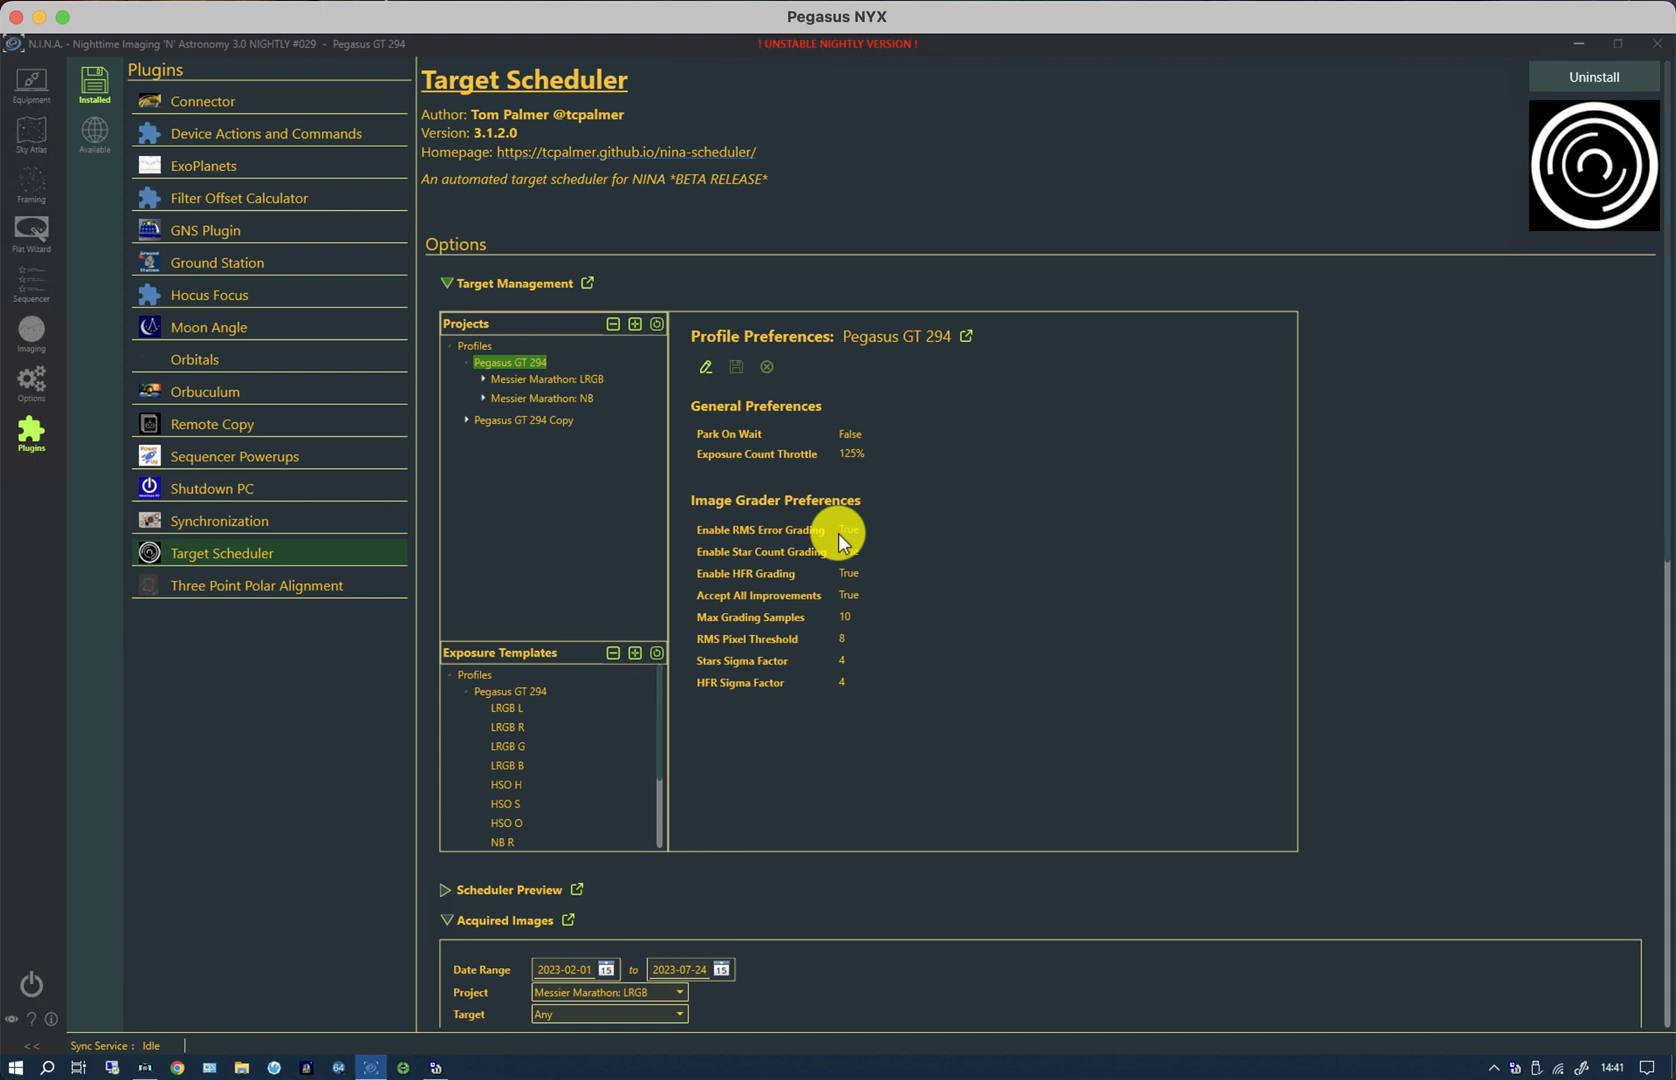 Pegasus NYX
N.I.N.A. - Nighttime Imaging 'N' Astronomy 3.0 NIGHTLY #029 - Pegasus GT 294
! UNSTABLE NIGHTLY VERSION !
Equipment
Sky Atlas
Framing
Flat Wizard
Sequencer
Imaging
Options
Plugins
Installed
Available
Plugins
Connector
Device Actions and Commands
ExoPlanets
Filter Offset Calculator
GNS Plugin
Ground Station
Hocus Focus
Moon Angle
Orbitals
Orbuculum
Remote Copy
Sequencer Powerups
Shutdown PC
Synchronization
Target Scheduler
Three Point Polar Alignment
Target Scheduler
Uninstall
Author: Tom Palmer @tcpalmer
Version: 3.1.2.0
Homepage: https://tcpalmer.github.io/nina-scheduler/
An automated target scheduler for NINA *BETA RELEASE*
Options
Target Management
Projects
Profiles
Pegasus GT 294
Messier Marathon: LRGB
Messier Marathon: NB
Pegasus GT 294 Copy
Exposure Templates
Profiles
Pegasus GT 294
LRGB L
LRGB R
LRGB G
LRGB B
HSO H
HSO S
HSO O
NB R
Profile Preferences: Pegasus GT 294
General Preferences
Park On Wait False
Exposure Count Throttle 125%
Image Grader Preferences
Enable RMS Error Grading True
Enable Star Count Grading
Enable HFR Grading True
Accept All Improvements True
Max Grading Samples 10
RMS Pixel Threshold 8
Stars Sigma Factor 4
HFR Sigma Factor 4
Scheduler Preview
Acquired Images
Date Range 2023-02-01 15 to 2023-07-24 15
Project Messier Marathon: LRGB
Target Any
<< Sync Service : Idle
64
14:41